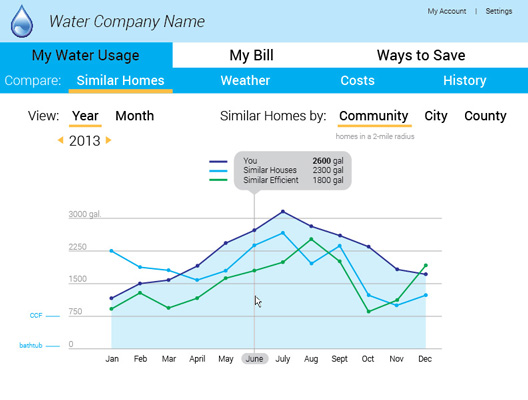 My Account | Settings
Water Company Name
My Water Usage My Bill Ways to Save
Compare: Similar Homes Weather Costs History
View: Year Month Similar Homes by: Community City County
homes in a 2-mile radius
2013
You 2600 gal
Similar Houses 2300 gal
Similar Efficient 1800 gal
3000 gal.
2250
1500
750
CCF
bathtub
0
Jan Feb Mar April May June July Aug Sept Oct Nov Dec